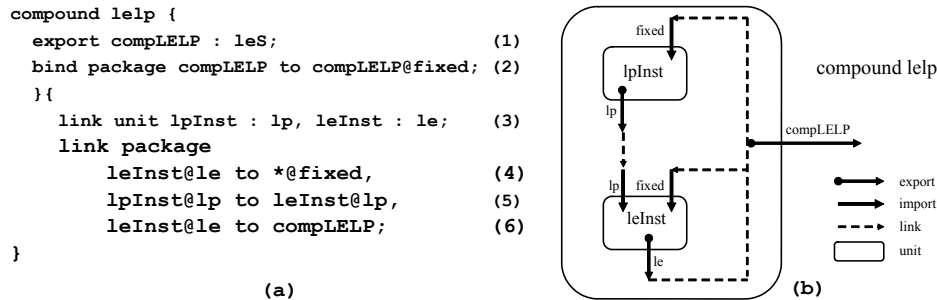 compound lelp {
export compLELP : leS; (1)
bind package compLELP to compLELP@fixed; (2)
}{
link unit lpInst : lp, leInst : le; (3)
link package
leInst@le to *@fixed, (4)
lpInst@lp to leInst@lp, (5)
leInst@le to compLELP; (6)
}
(a)
fixed
lpInst
lp
compound lelp
compLELP
lp
fixed
leInst
le
export
import
link
unit
(b)